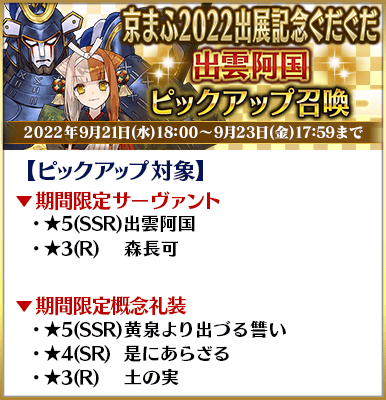 京まふ2022出展記念ぐだぐだ
出雲阿国
ピックアップ召喚
2022年9月21日(水)18:00～9月23日(金)17:59まで
【ピックアップ対象】
▼期間限定サーヴァント
・★5(SSR)出雲阿国
・★3(R) 森長可
▼期間限定概念礼装
・★5(SSR)黄泉より出づる讐い
・★4(SR) 是にあらざる
・★3(R) 土の実